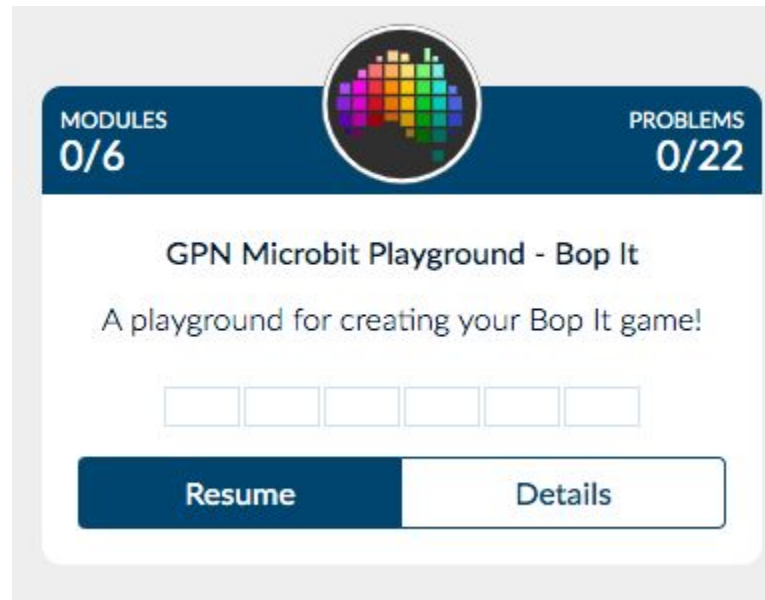 MODULES
0/6
PROBLEMS
0/22
GPN Microbit Playground - Bop It
A playground for creating your Bop It game!
Resume
Details